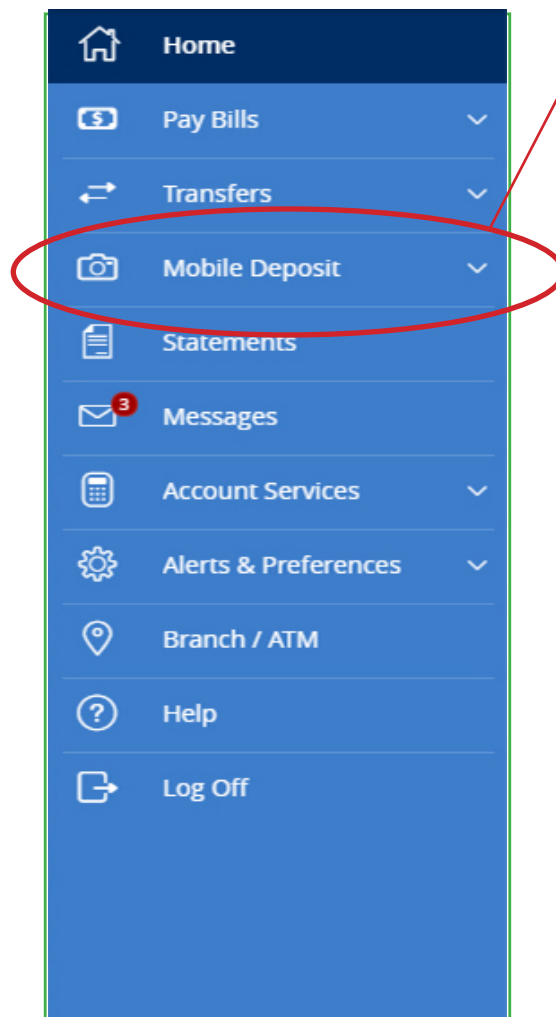 Home
Pay Bills
Transfers
Mobile Deposit
Statements
3
Messages
Account Services
Alerts & Preferences
Branch / ATM
Help
Log Off